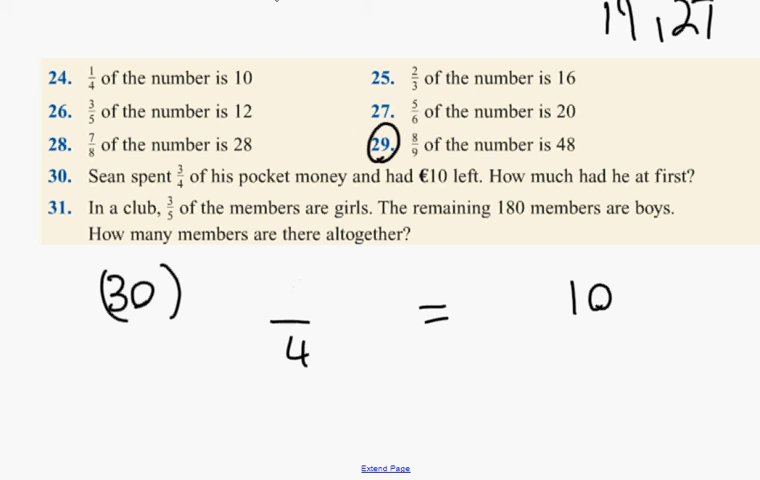 19, 27
24. 1/4 of the number is 10
25. 2/3 of the number is 16
26. 3/5 of the number is 12
27. 5/6 of the number is 20
28. 7/8 of the number is 28
29. 8/9 of the number is 48
30. Sean spent 3/4 of his pocket money and had €10 left. How much had he at first?
31. In a club, 3/5 of the members are girls. The remaining 180 members are boys.
How many members are there altogether?
(30) /4 = 10
Extend Page